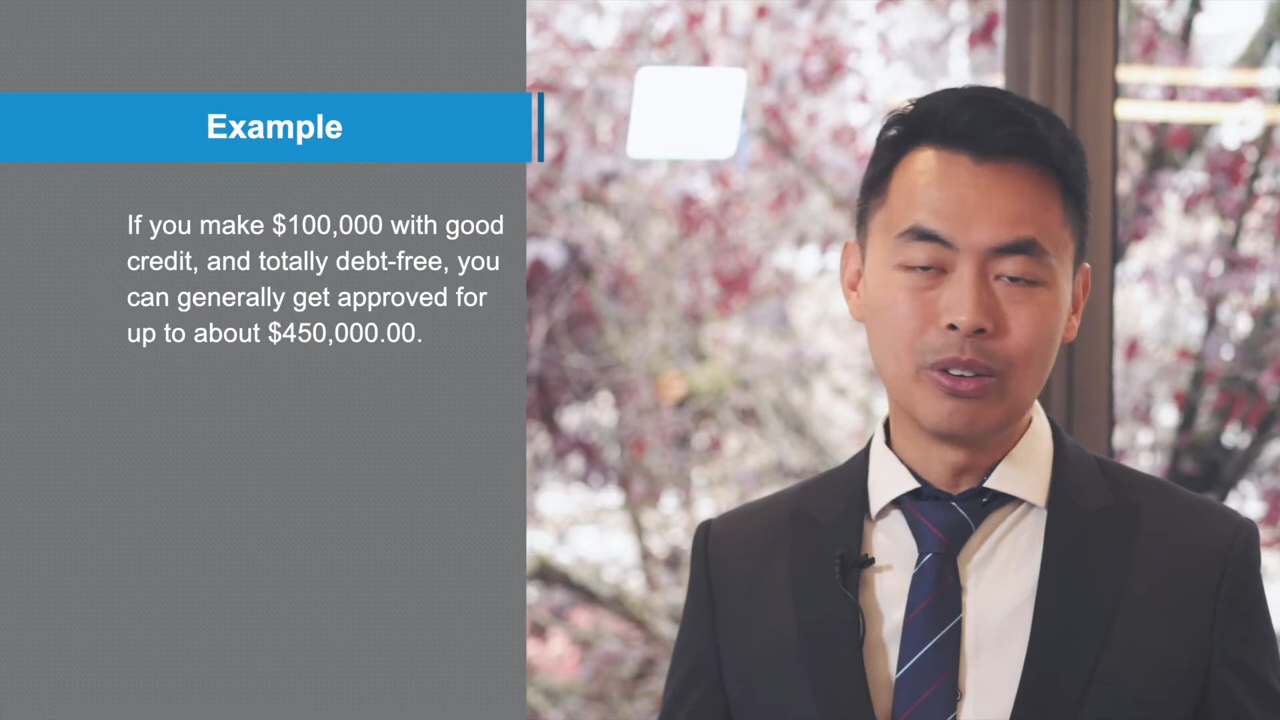 Example
If you make $100,000 with good
credit, and totally debt-free, you
can generally get approved for
up to about $450,000.00.